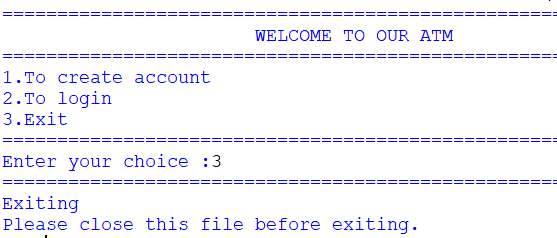 ==================================================
WELCOME TO OUR ATM
==================================================
1.To create account
2.To login
3.Exit
==================================================
Enter your choice :3
==================================================
Exiting
Please close this file before exiting.